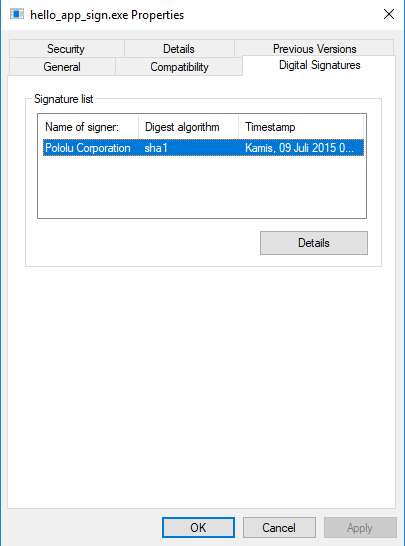 hello_app_sign.exe Properties
Security Details Previous Versions
General Compatibility Digital Signatures
Signature list
Name of signer: Digest algorithm Timestamp
Pololu Corporation sha1 Kamis, 09 Juli 2015 0...
Details
OK Cancel Apply